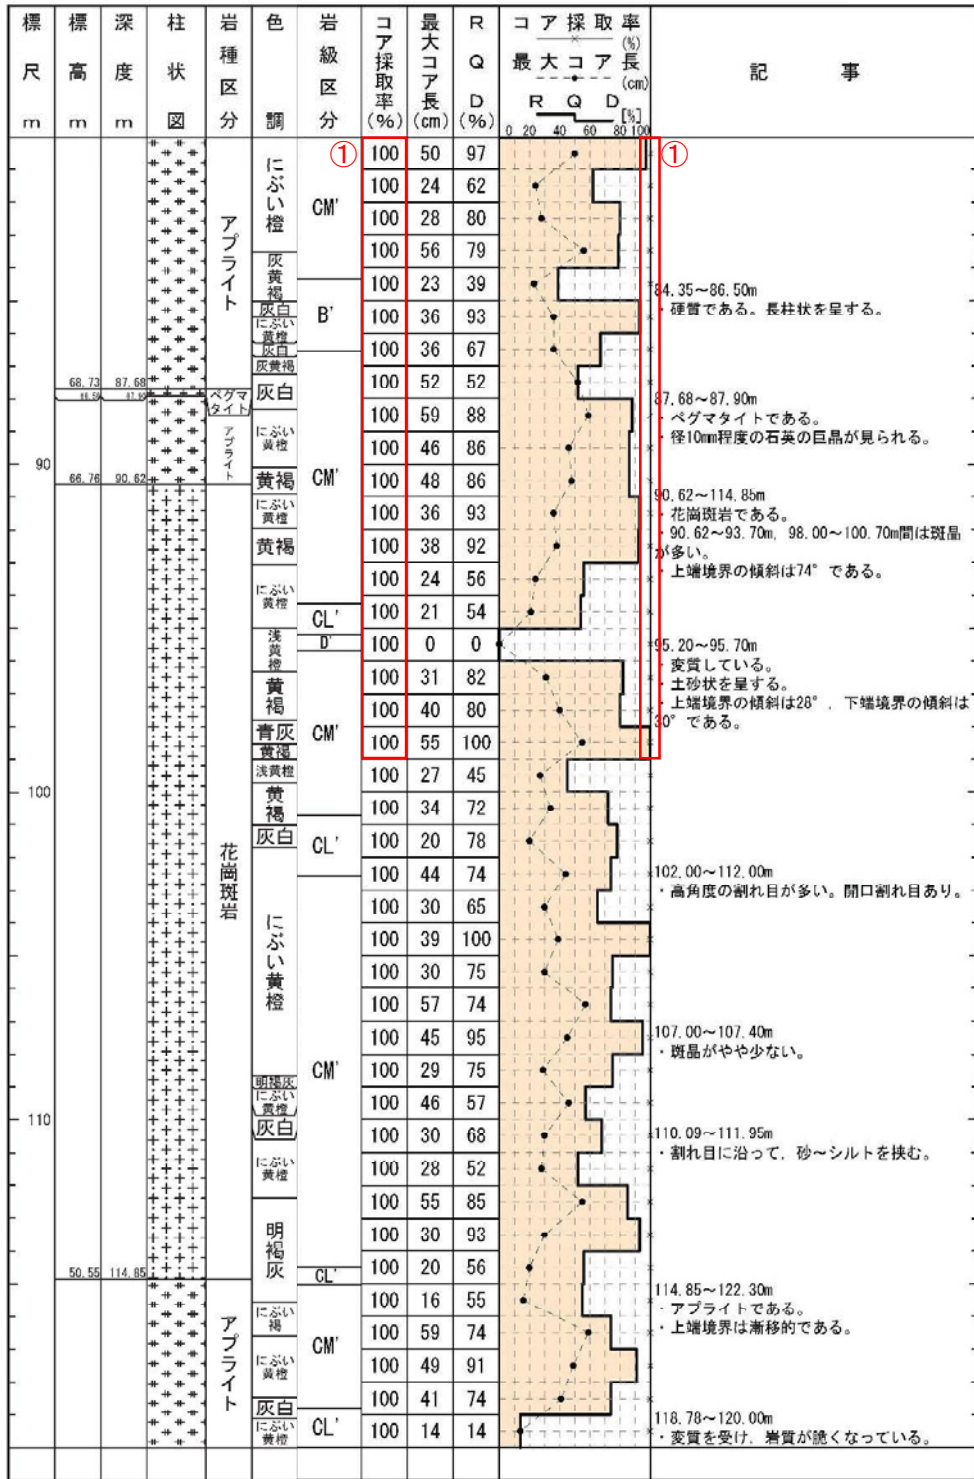 標尺 m
標高 m
深度 m
柱状図
岩種区分
色調
岩級区分
コア採取率 (%)
最大コア長 (cm)
RQD (%)
コア採取率 (%)
最大コア長 (cm)
RQD [%]
0 20 40 60 80 100
記事
①
①
90
100
110
68.73 87.68
66.76 90.62
50.55 114.85
アプライト
ペグマタイト
アプライト
花崗斑岩
アプライト
にぶい橙
灰黄褐
灰白
にぶい黄橙
灰白
灰黄褐
灰白
にぶい黄橙
黄褐
にぶい黄橙
黄褐
にぶい黄橙
浅黄橙
黄褐
青灰
黄褐
浅黄橙
黄褐
灰白
にぶい黄橙
明褐灰
にぶい黄橙
灰白
にぶい黄橙
明褐灰
にぶい褐
にぶい黄橙
灰白
にぶい黄橙
CM'
B'
CM'
CL'
D'
CM'
CL'
CM'
CL'
CM'
CL'
100 50 97
100 24 62
100 28 80
100 56 79
100 23 39
100 36 93
100 36 67
100 52 52
100 59 88
100 46 86
100 48 86
100 36 93
100 38 92
100 24 56
100 21 54
100 0 0
100 31 82
100 40 80
100 55 100
100 27 45
100 34 72
100 20 78
100 44 74
100 30 65
100 39 100
100 30 75
100 57 74
100 45 95
100 29 75
100 46 57
100 30 68
100 28 52
100 55 85
100 30 93
100 20 56
100 16 55
100 59 74
100 49 91
100 41 74
100 14 14
84.35～86.50m
・硬質である。長柱状を呈する。
87.68～87.90m
・ペグマタイトである。
・径10mm程度の石英の巨晶が見られる。
90.62～114.85m
・花崗斑岩である。
・90.62～93.70m, 98.00～100.70m間は斑晶
が多い。
・上端境界の傾斜は74°である。
95.20～95.70m
・変質している。
・土砂状を呈する。
・上端境界の傾斜は28°, 下端境界の傾斜は
30°である。
102.00～112.00m
・高角度の割れ目が多い。開口割れ目あり。
107.00～107.40m
・斑晶がやや少ない。
110.09～111.95m
・割れ目に沿って, 砂～シルトを挟む。
114.85～122.30m
・アプライトである。
・上端境界は漸移的である。
118.78～120.00m
・変質を受け, 岩質が脆くなっている。